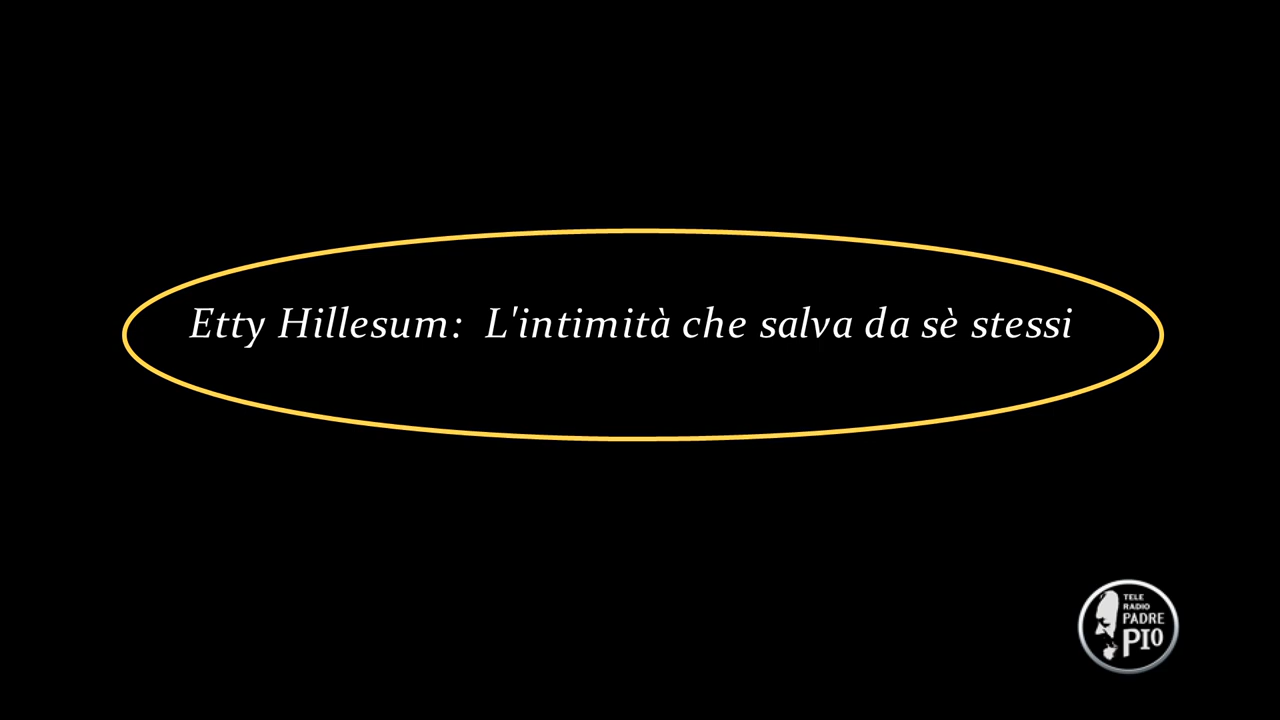 Etty Hillesum:  L'intimità che salva da sè stessi
TELE
RADIO
PADRE
PIO